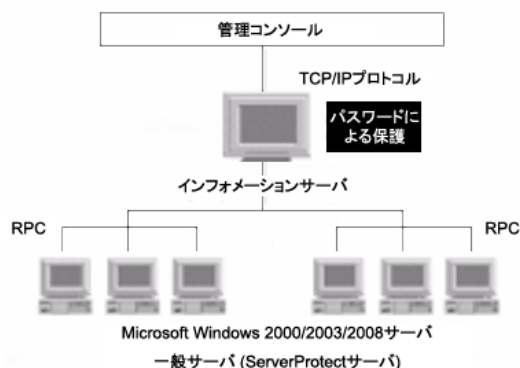 管理コンソール
TCP/IPプロトコル
パスワードに
よる保護
インフォメーションサーバ
RPC
RPC
Microsoft Windows 2000/2003/2008サーバ
一般サーバ (ServerProtectサーバ)